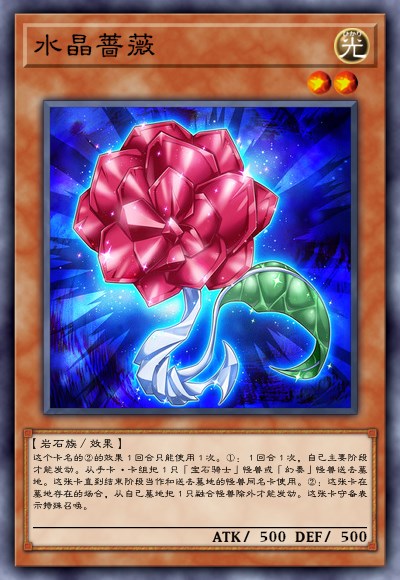 水晶蔷薇
光
【岩石族／效果】
这个卡名的②的效果1回合只能使用1次。①：1回合1次，自己主要阶段
才能发动。从手卡·卡组把1只「宝石骑士」怪兽或「幻奏」怪兽送去墓
地。这张卡直到结束阶段当作和送去墓地的怪兽同名卡使用。②：这张卡在
墓地存在的场合，从自己墓地把1只融合怪兽除外才能发动。这张卡守备表
示特殊召唤。
ATK/ 500 DEF/ 500